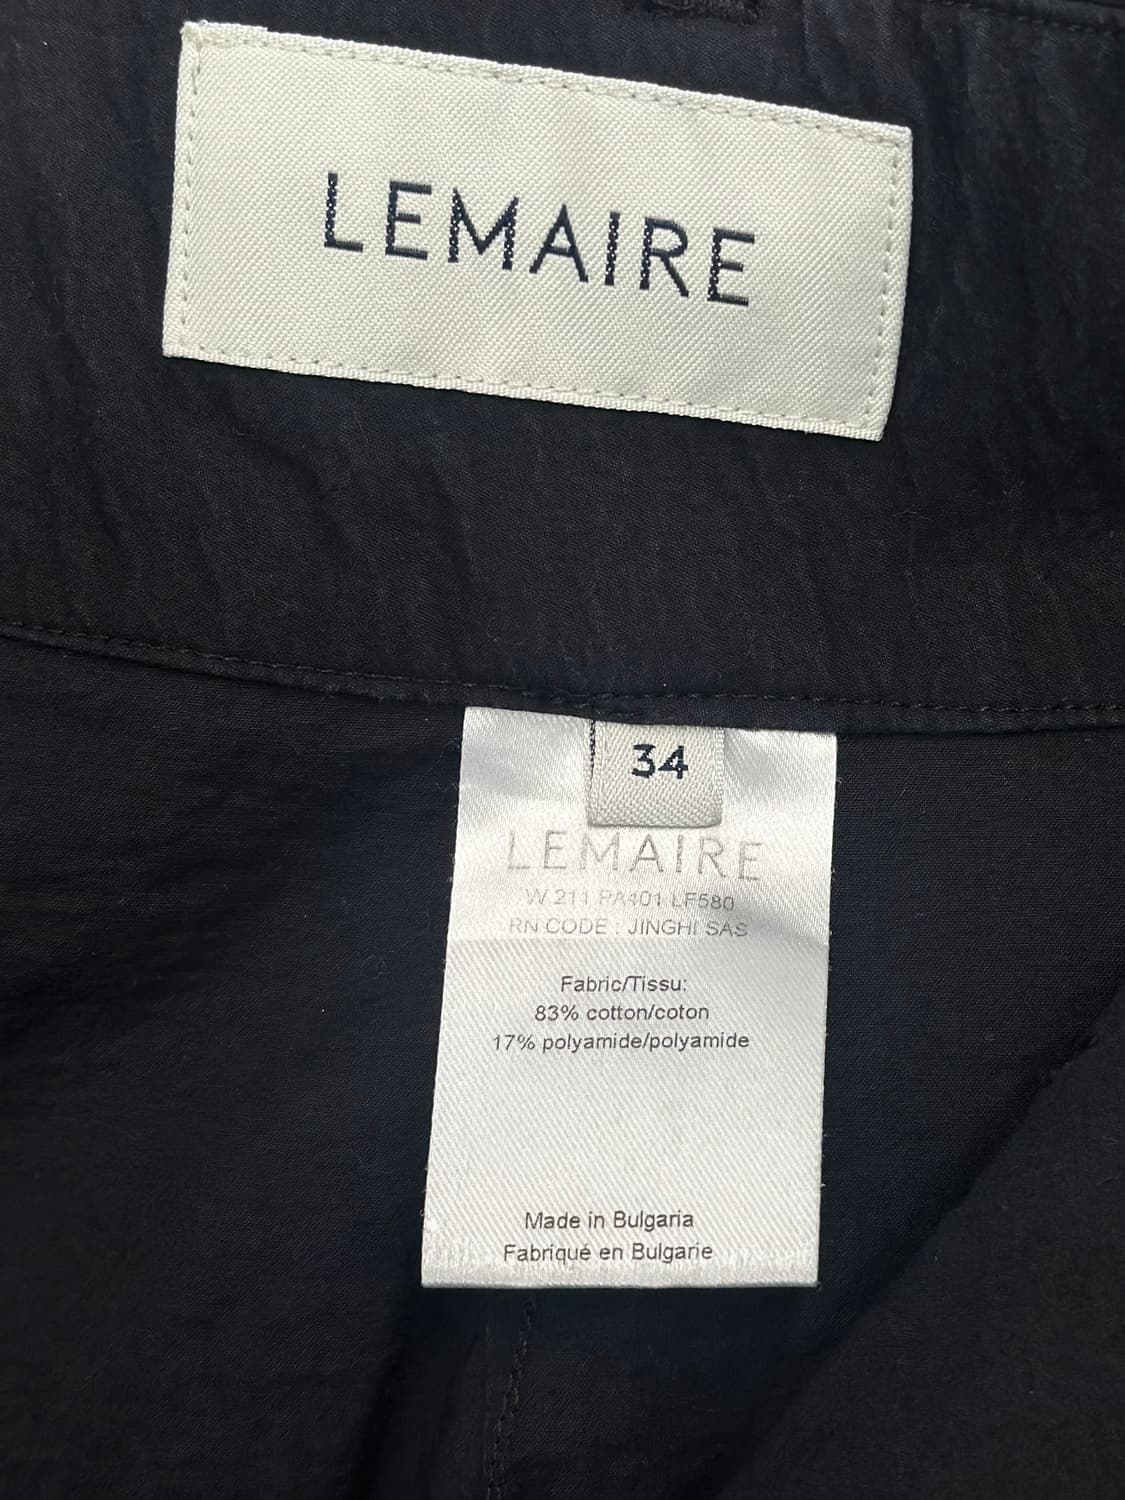 LEMAIRE
34
LEMAIRE
W 211 PA401 LF580
RN CODE : JINGHI SAS
Fabric/Tissu:
83% cotton/coton
17% polyamide/polyamide
Made in Bulgaria
Fabriqué en Bulgarie